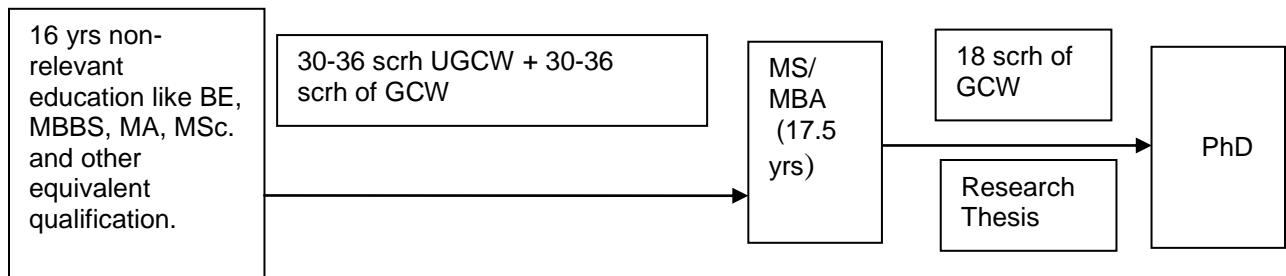 16 yrs non-
relevant
education like BE,
MBBS, MA, MSc.
and other
equivalent
qualification.
30-36 scrh UGCW + 30-36
scrh of GCW
MS/
MBA
(17.5
yrs)
18 scrh of
GCW
Research
Thesis
PhD